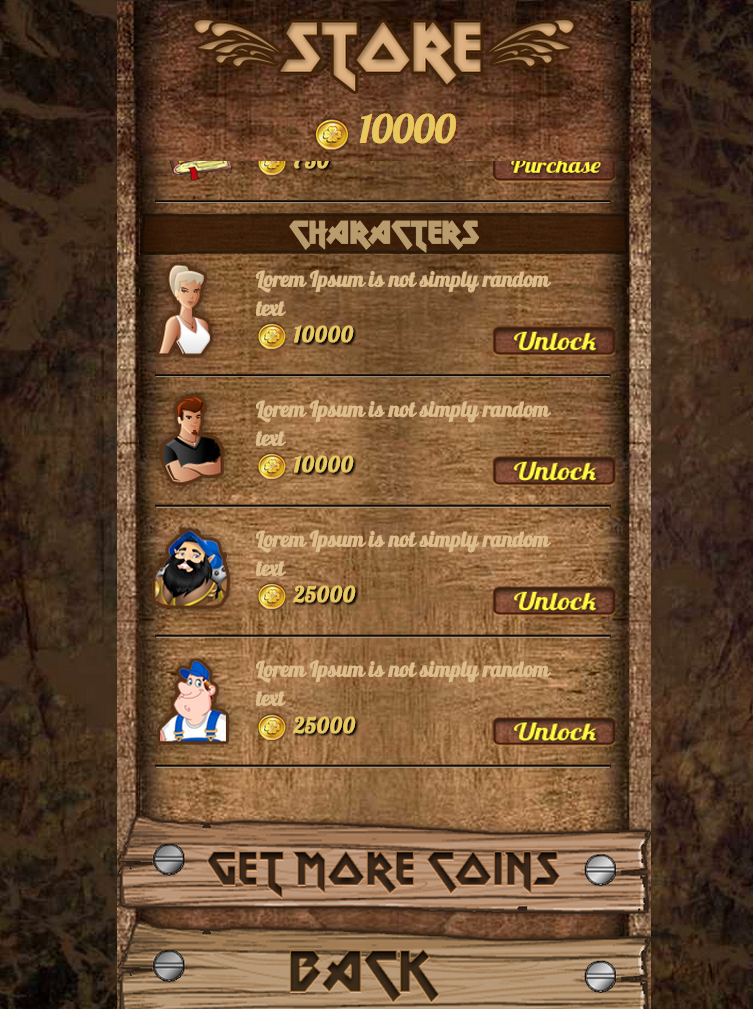 STORE
10000
750 Purchase
CHARACTERS
Lorem Ipsum is not simply random
text
10000 Unlock
Lorem Ipsum is not simply random
text
10000 Unlock
Lorem Ipsum is not simply random
text
25000 Unlock
Lorem Ipsum is not simply random
text
25000 Unlock
GET MORE COINS
BACK